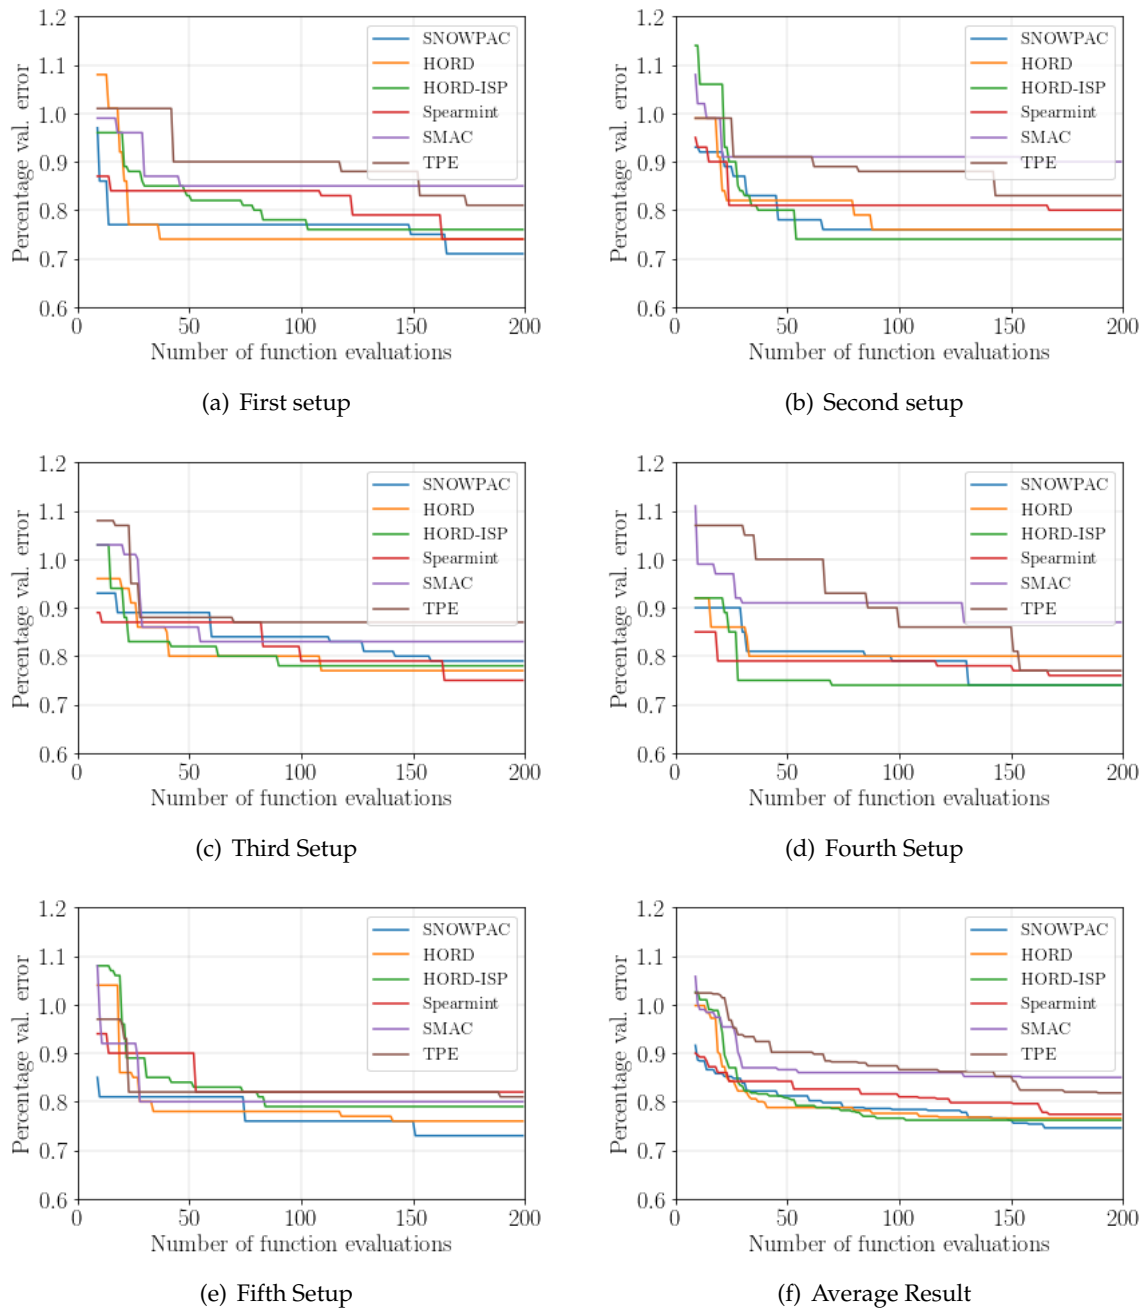 1.2
1.1
1.0
0.9
0.8
0.7
0.6
Percentage val. error
SNOWPAC
HORD
HORD-ISP
Spearmint
SMAC
TPE
0 50 100 150 200
Number of function evaluations
(a) First setup
1.2
1.1
1.0
0.9
0.8
0.7
0.6
Percentage val. error
SNOWPAC
HORD
HORD-ISP
Spearmint
SMAC
TPE
0 50 100 150 200
Number of function evaluations
(b) Second setup
1.2
1.1
1.0
0.9
0.8
0.7
0.6
Percentage val. error
SNOWPAC
HORD
HORD-ISP
Spearmint
SMAC
TPE
0 50 100 150 200
Number of function evaluations
(c) Third Setup
1.2
1.1
1.0
0.9
0.8
0.7
0.6
Percentage val. error
SNOWPAC
HORD
HORD-ISP
Spearmint
SMAC
TPE
0 50 100 150 200
Number of function evaluations
(d) Fourth Setup
1.2
1.1
1.0
0.9
0.8
0.7
0.6
Percentage val. error
SNOWPAC
HORD
HORD-ISP
Spearmint
SMAC
TPE
0 50 100 150 200
Number of function evaluations
(e) Fifth Setup
1.2
1.1
1.0
0.9
0.8
0.7
0.6
Percentage val. error
SNOWPAC
HORD
HORD-ISP
Spearmint
SMAC
TPE
0 50 100 150 200
Number of function evaluations
(f) Average Result